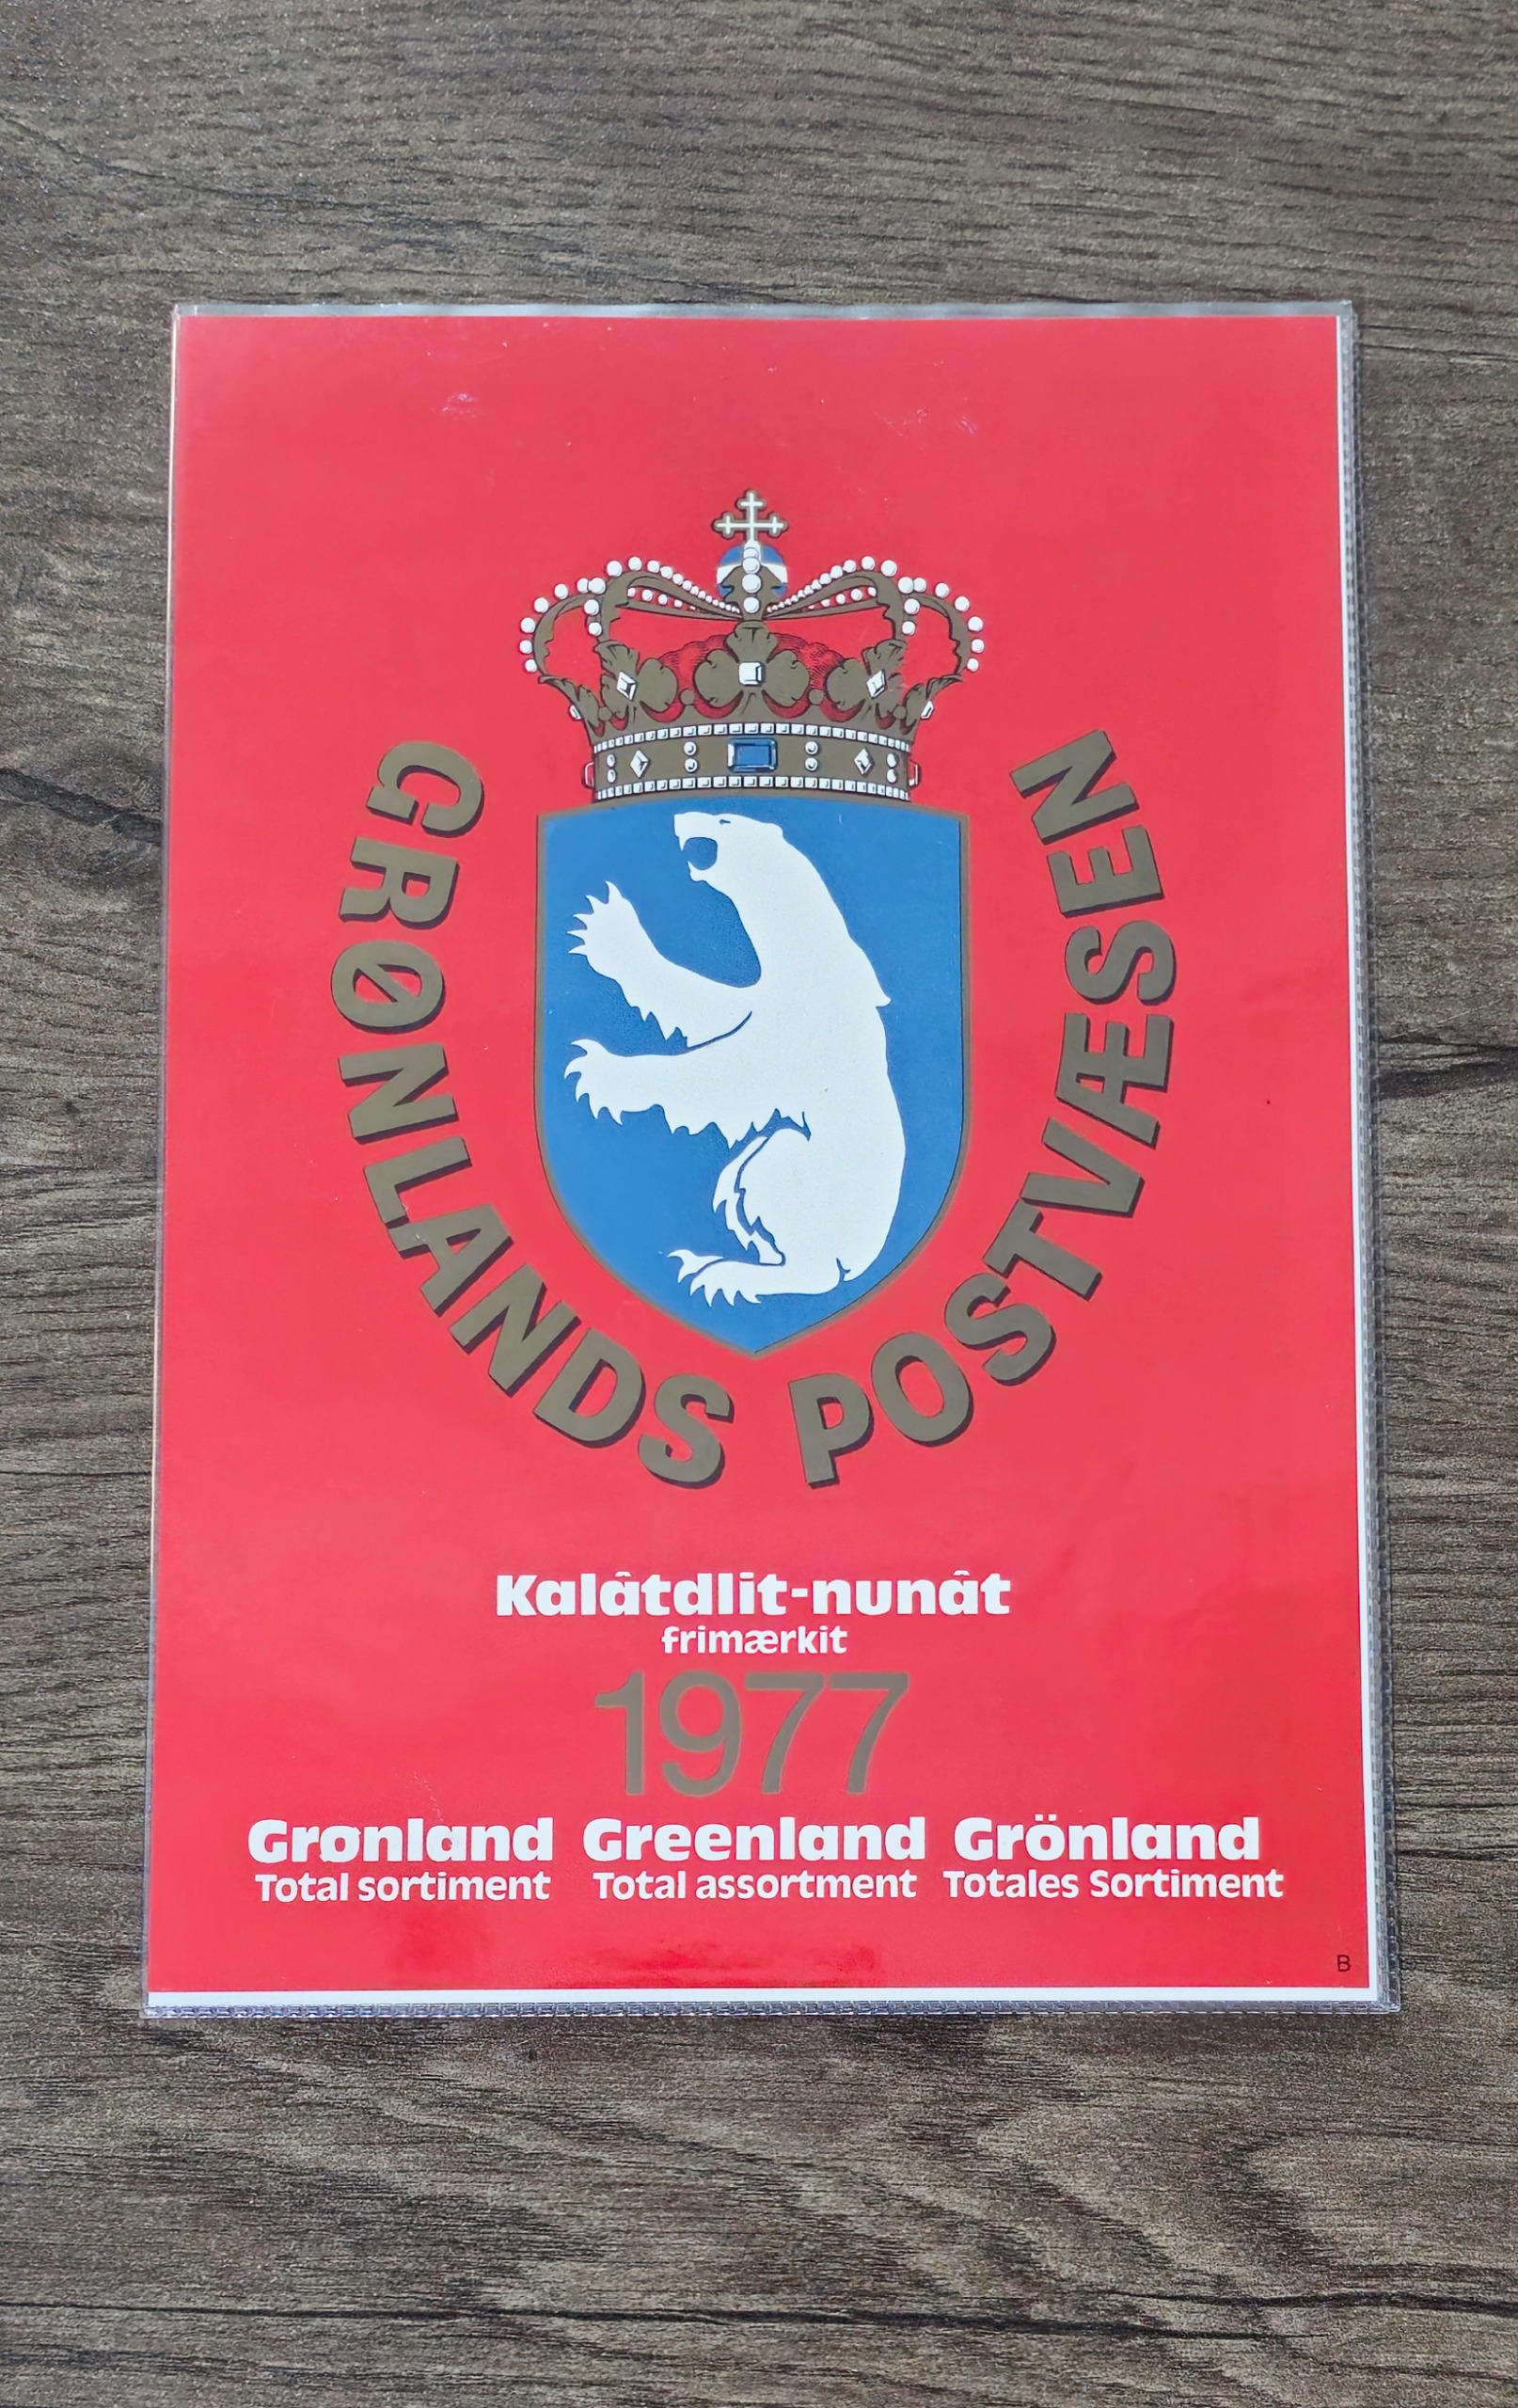 GRØNLANDS POSTVÆSEN
Kalâtdlit-nunât
frimærkit
1977
Grønland Greenland Grönland
Total sortiment Total assortment Totales Sortiment
B